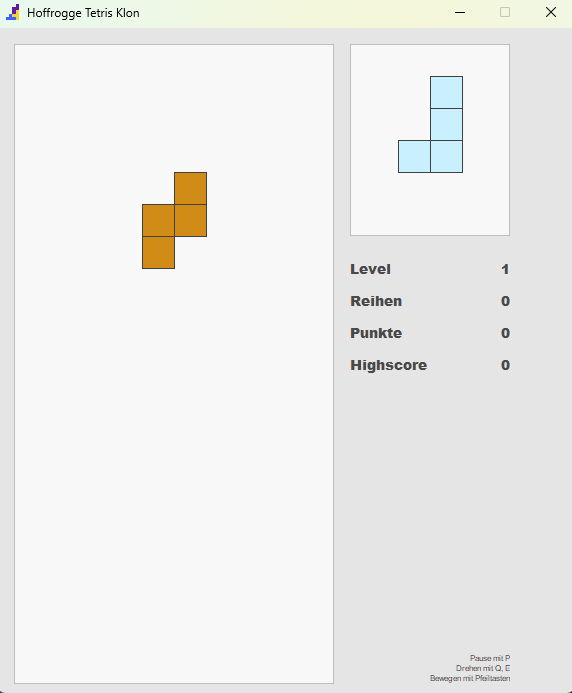 Hoffrogge Tetris Klon
Level 1
Reihen 0
Punkte 0
Highscore 0
Pause mit P
Drehen mit Q, E
Bewegen mit Pfeiltasten